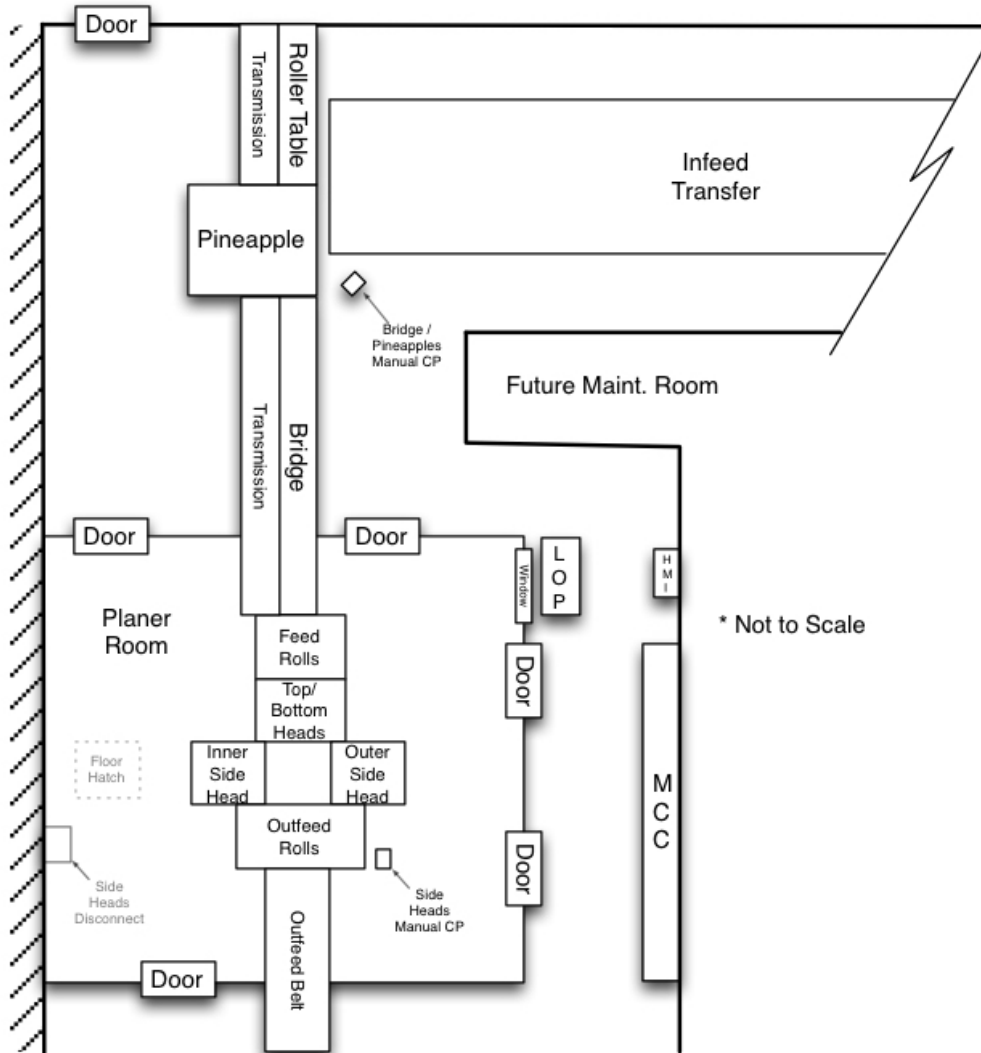 Door
Transmission
Roller Table
Infeed
Transfer
Pineapple
Bridge /
Pineapples
Manual CP
Future Maint. Room
Transmission
Bridge
Door
Door
Window
L
O
P
H
M
I
Planer
Room
* Not to Scale
Feed
Rolls
Door
Top/
Bottom
Heads
Floor
Hatch
Inner
Side
Head
Outer
Side
Head
M
C
C
Outfeed
Rolls
Door
Side
Heads
Disconnect
Side
Heads
Manual CP
Outfeed Belt
Door